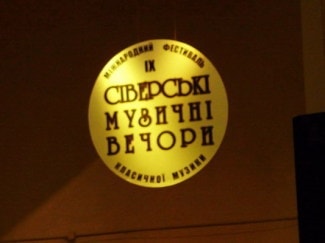 МІЖНАРОДНИЙ ФЕСТИВАЛЬ
IX
СІВЕРСЬКІ
МУЗИЧНІ
ВЕЧОРИ
КЛАСИЧНОЇ МУЗИКИ